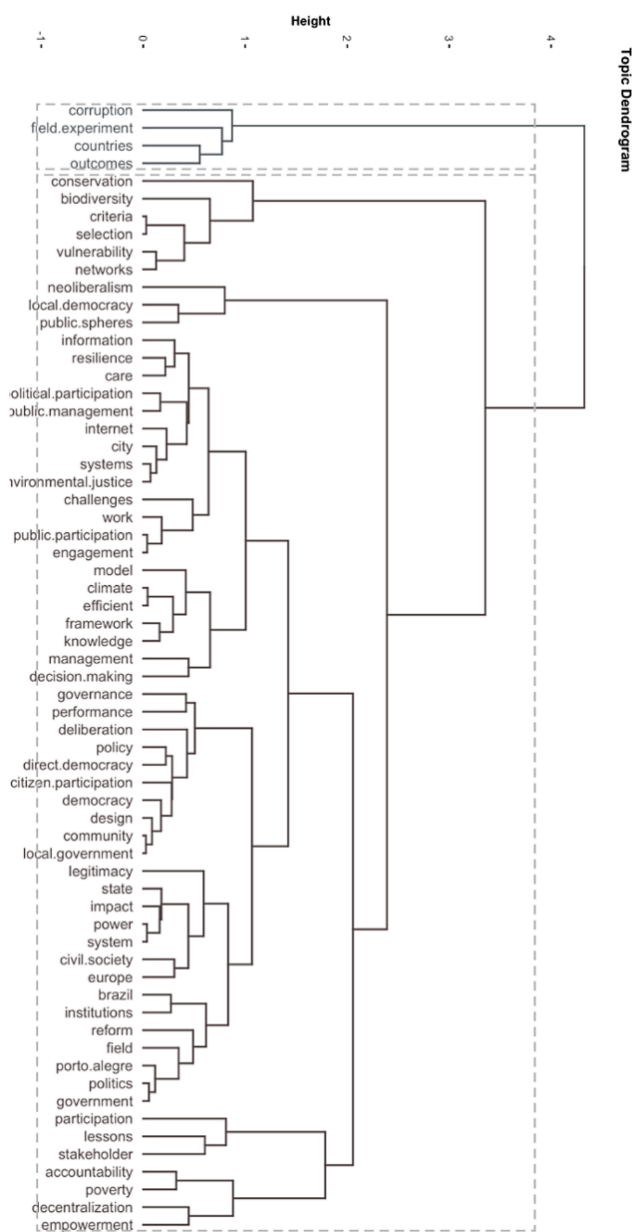 Height
-1
0
1
2
3
4
Topic Dendrogram
corruption
field.experiment
countries
outcomes
conservation
biodiversity
criteria
selection
vulnerability
networks
neoliberalism
local.democracy
public.spheres
information
resilience
care
olitical.participation
public.management
internet
city
systems
nvironmental.justice
challenges
work
public.participation
engagement
model
climate
efficient
framework
knowledge
management
decision.making
governance
performance
deliberation
policy
direct.democracy
citizen.participation
democracy
design
community
local.government
legitimacy
state
impact
power
system
civil.society
europe
brazil
institutions
reform
field
porto.alegre
politics
government
participation
lessons
stakeholder
accountability
poverty
decentralization
empowerment